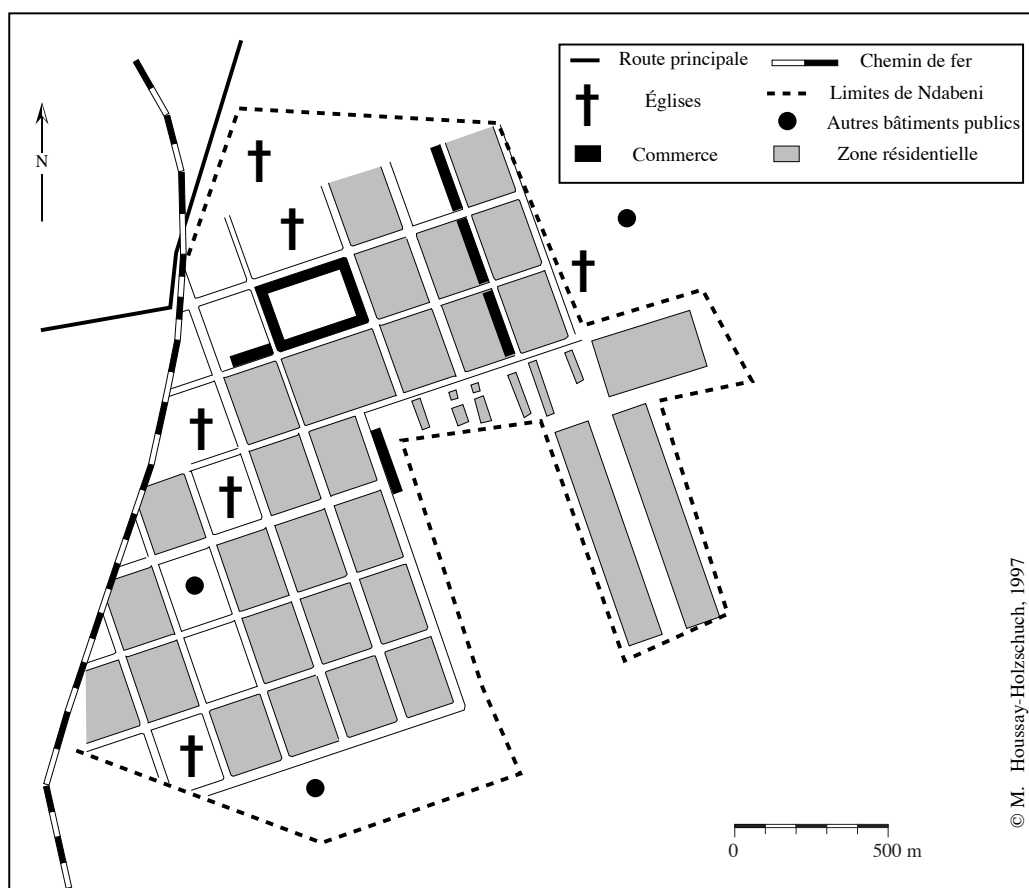 Route principale
Chemin de fer
Églises
Limites de Ndabeni
Autres bâtiments publics
Commerce
Zone résidentielle
N
© M. Houssay-Holzschuch, 1997
0
500 m